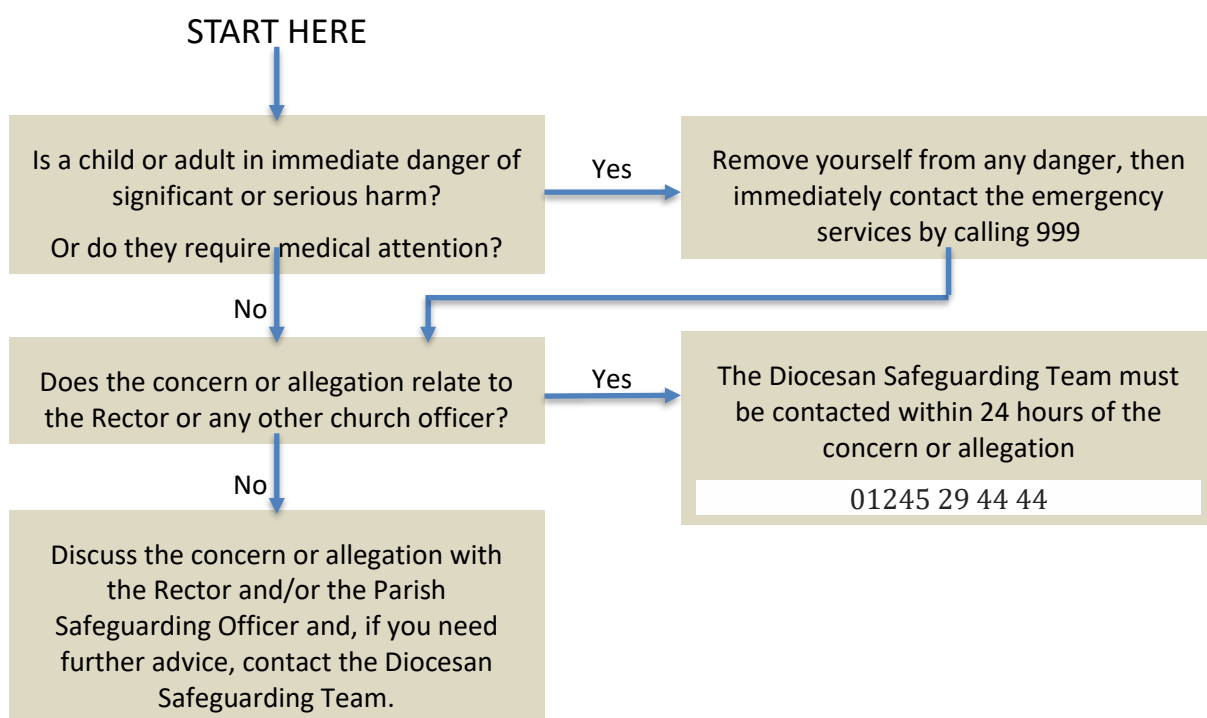 START HERE
Is a child or adult in immediate danger of
significant or serious harm?
Or do they require medical attention?
Yes
Remove yourself from any danger, then
immediately contact the emergency
services by calling 999
No
Does the concern or allegation relate to
the Rector or any other church officer?
Yes
The Diocesan Safeguarding Team must
be contacted within 24 hours of the
concern or allegation
01245 29 44 44
No
Discuss the concern or allegation with
the Rector and/or the Parish
Safeguarding Officer and, if you need
further advice, contact the Diocesan
Safeguarding Team.